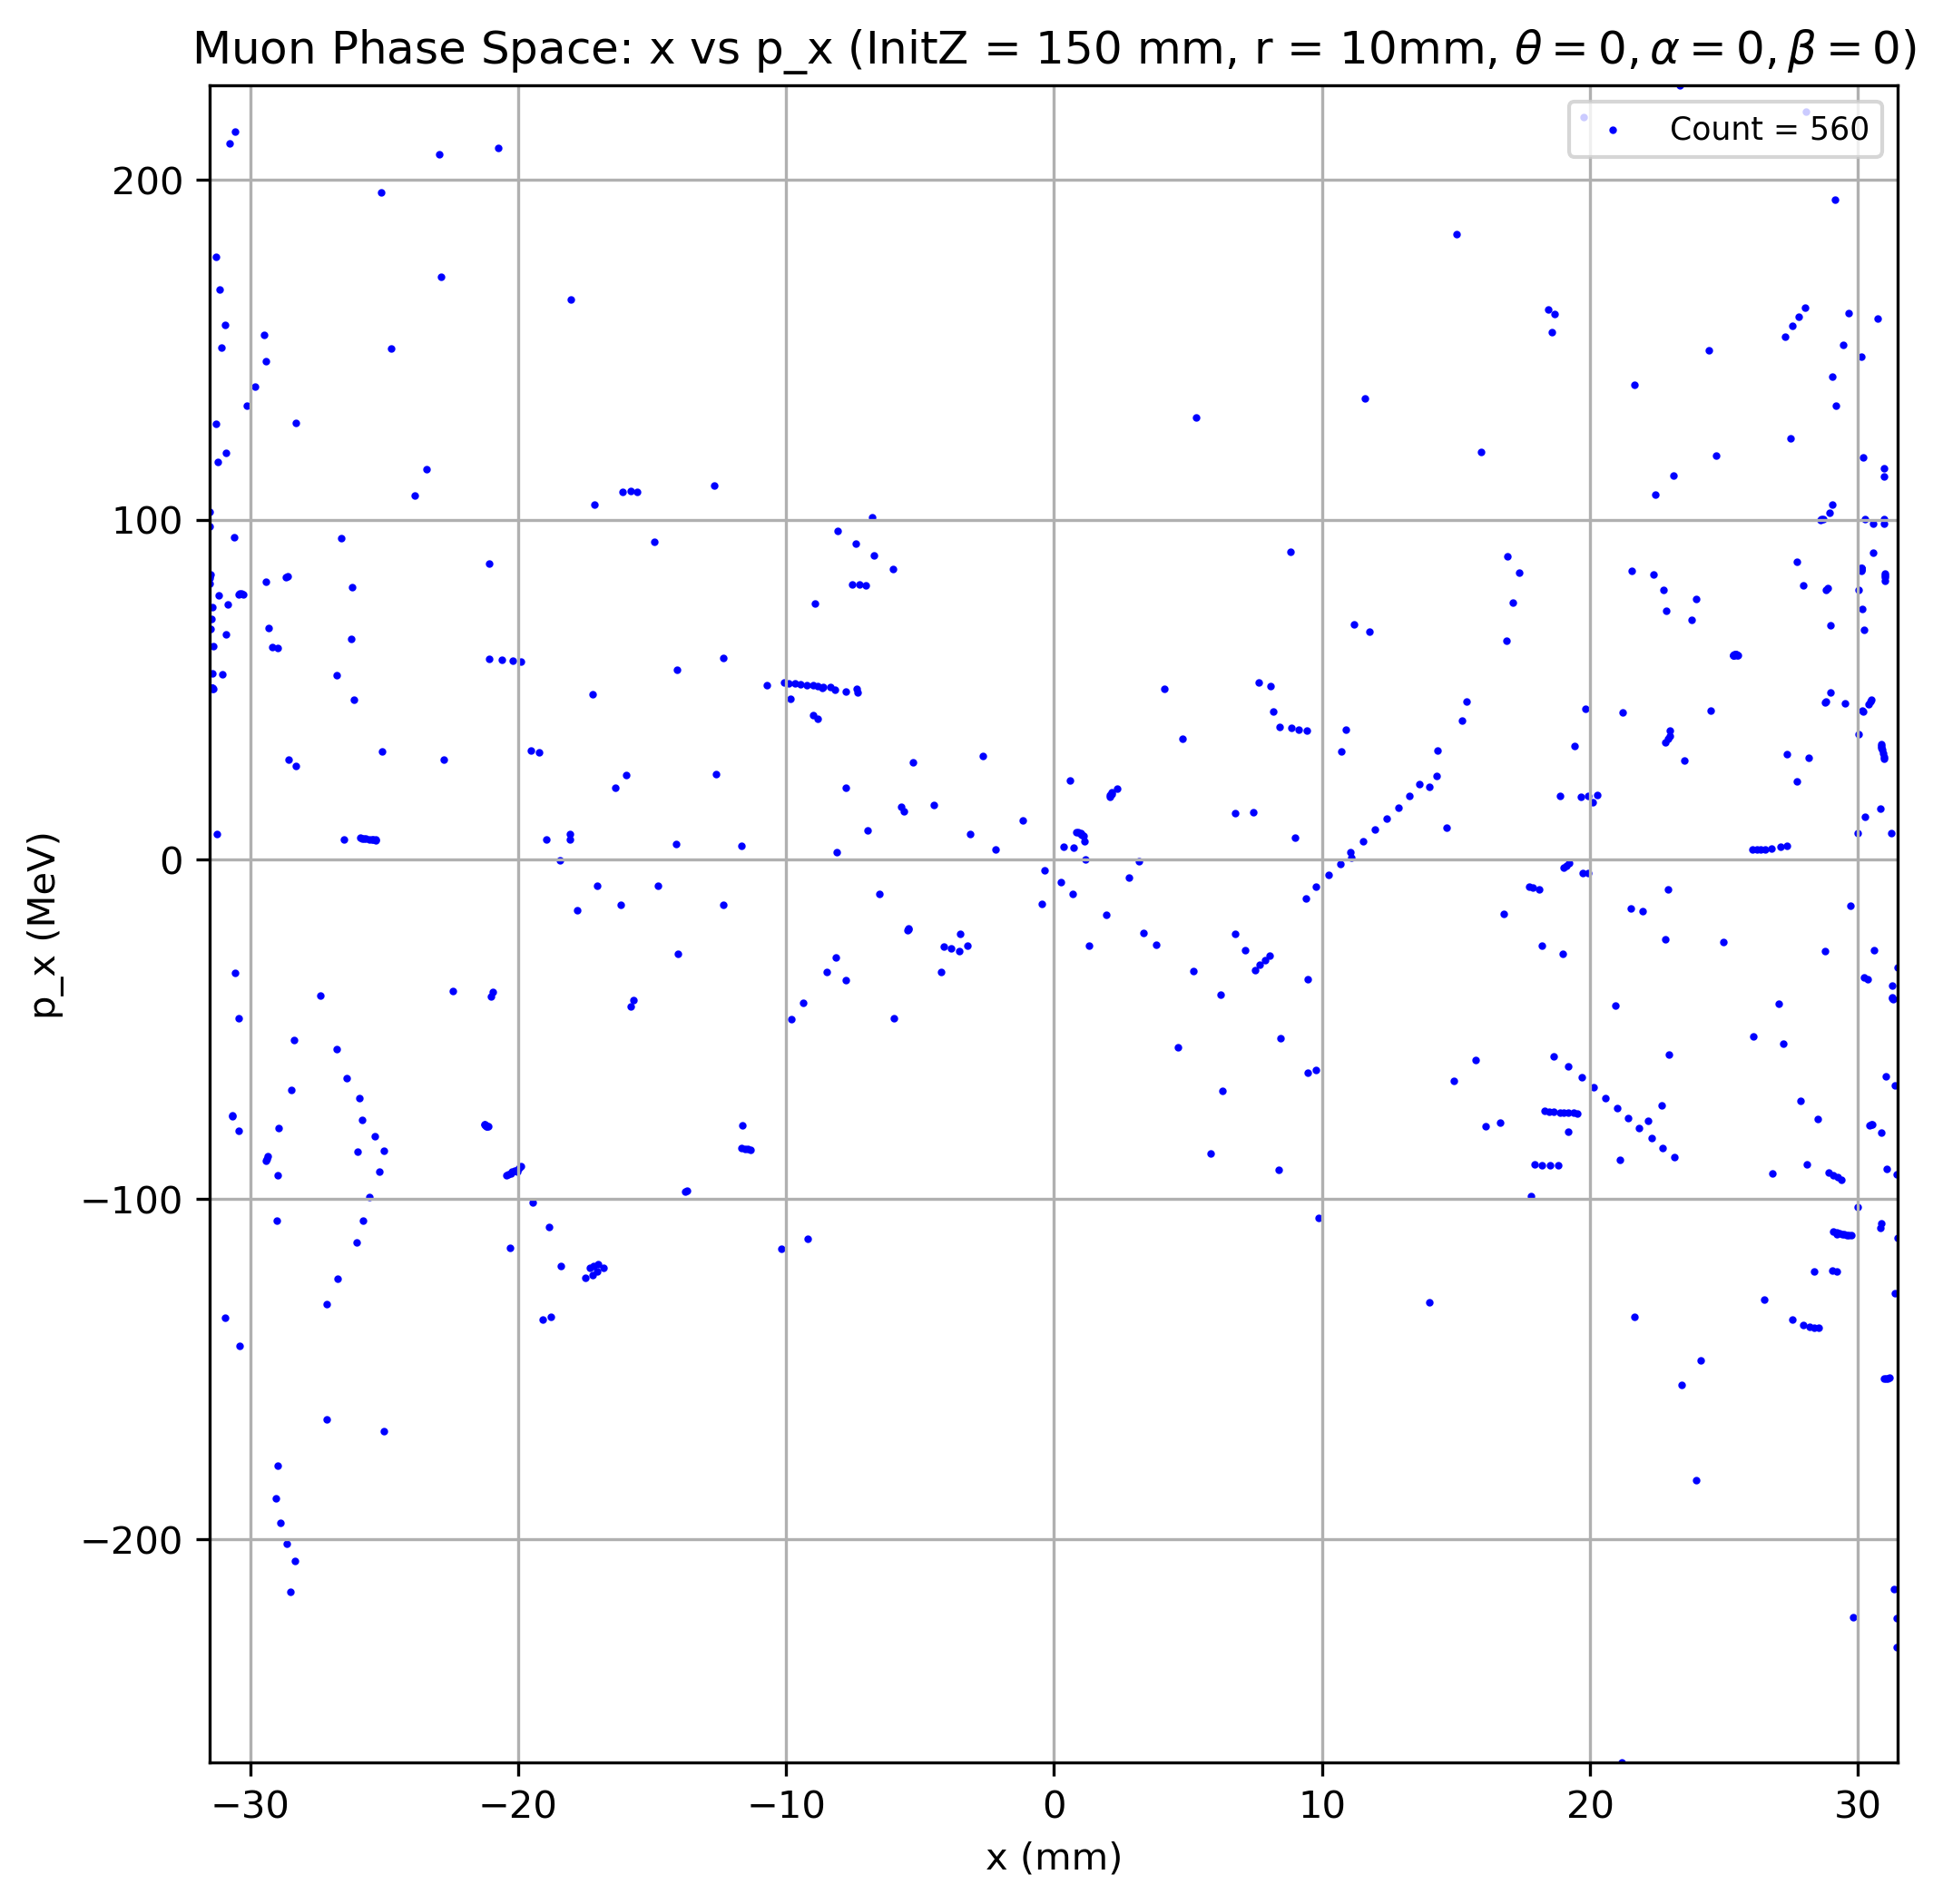 Muon Phase Space: x vs p_x (InitZ = 150 mm, r = 10mm, θ = 0, α = 0, β = 0)
Count = 560
200
100
0
−100
−200
p_x (MeV)
−30 −20 −10 0 10 20 30
x (mm)